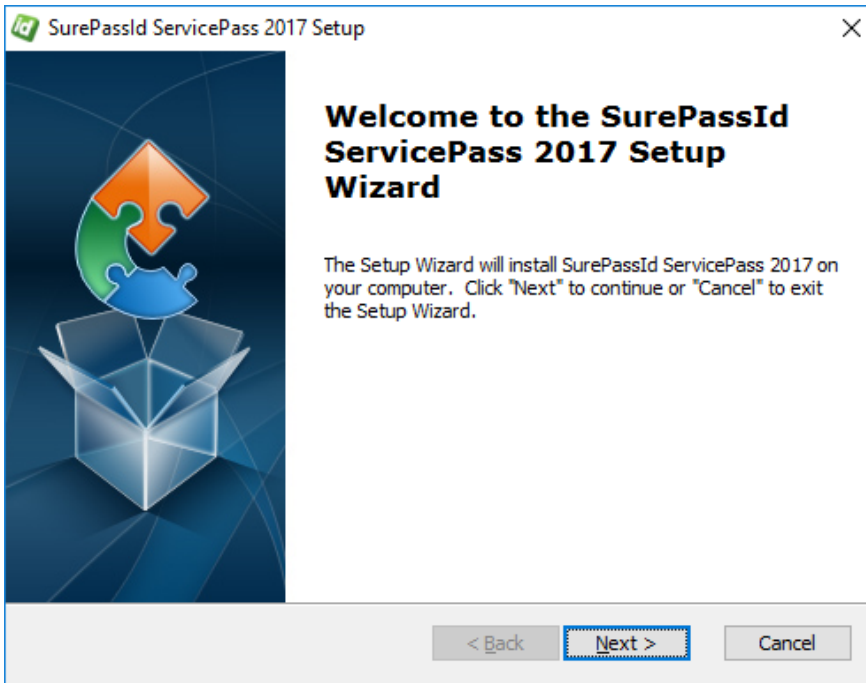 id SurePassId ServicePass 2017 Setup
Welcome to the SurePassId
ServicePass 2017 Setup
Wizard
The Setup Wizard will install SurePassId ServicePass 2017 on
your computer.  Click "Next" to continue or "Cancel" to exit
the Setup Wizard.
< Back Next > Cancel